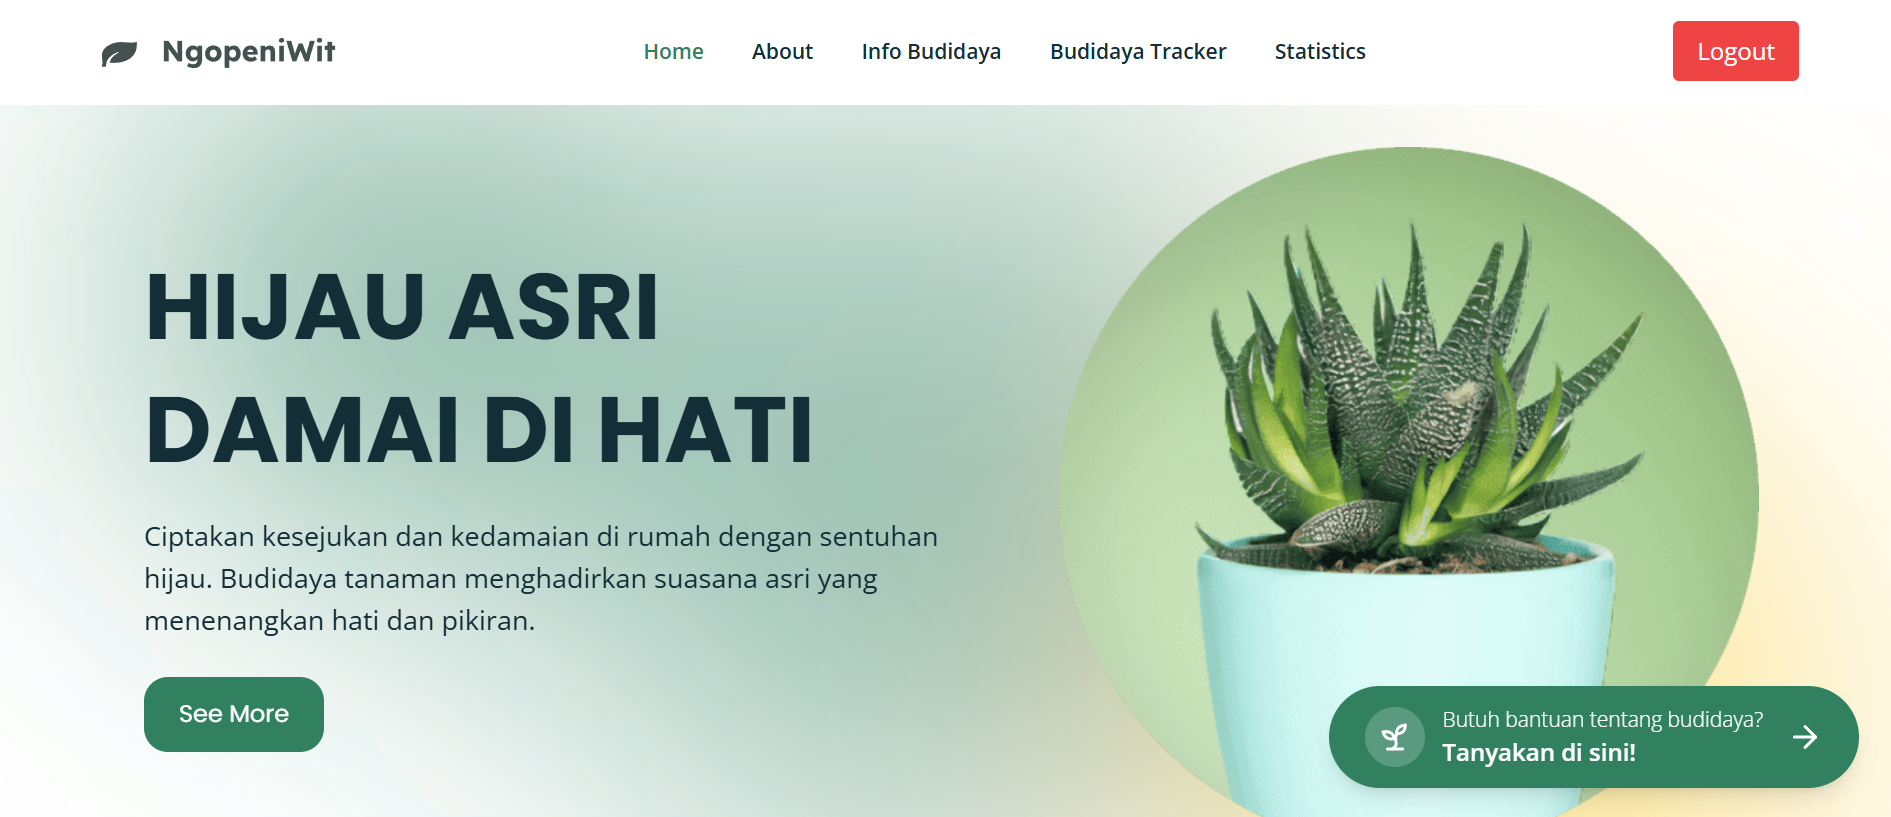 NgopeniWit
Home
About
Info Budidaya
Budidaya Tracker
Statistics
Logout
HIJAU ASRI
DAMAI DI HATI
Ciptakan kesejukan dan kedamaian di rumah dengan sentuhan
hijau. Budidaya tanaman menghadirkan suasana asri yang
menenangkan hati dan pikiran.
See More
Butuh bantuan tentang budidaya?
Tanyakan di sini!